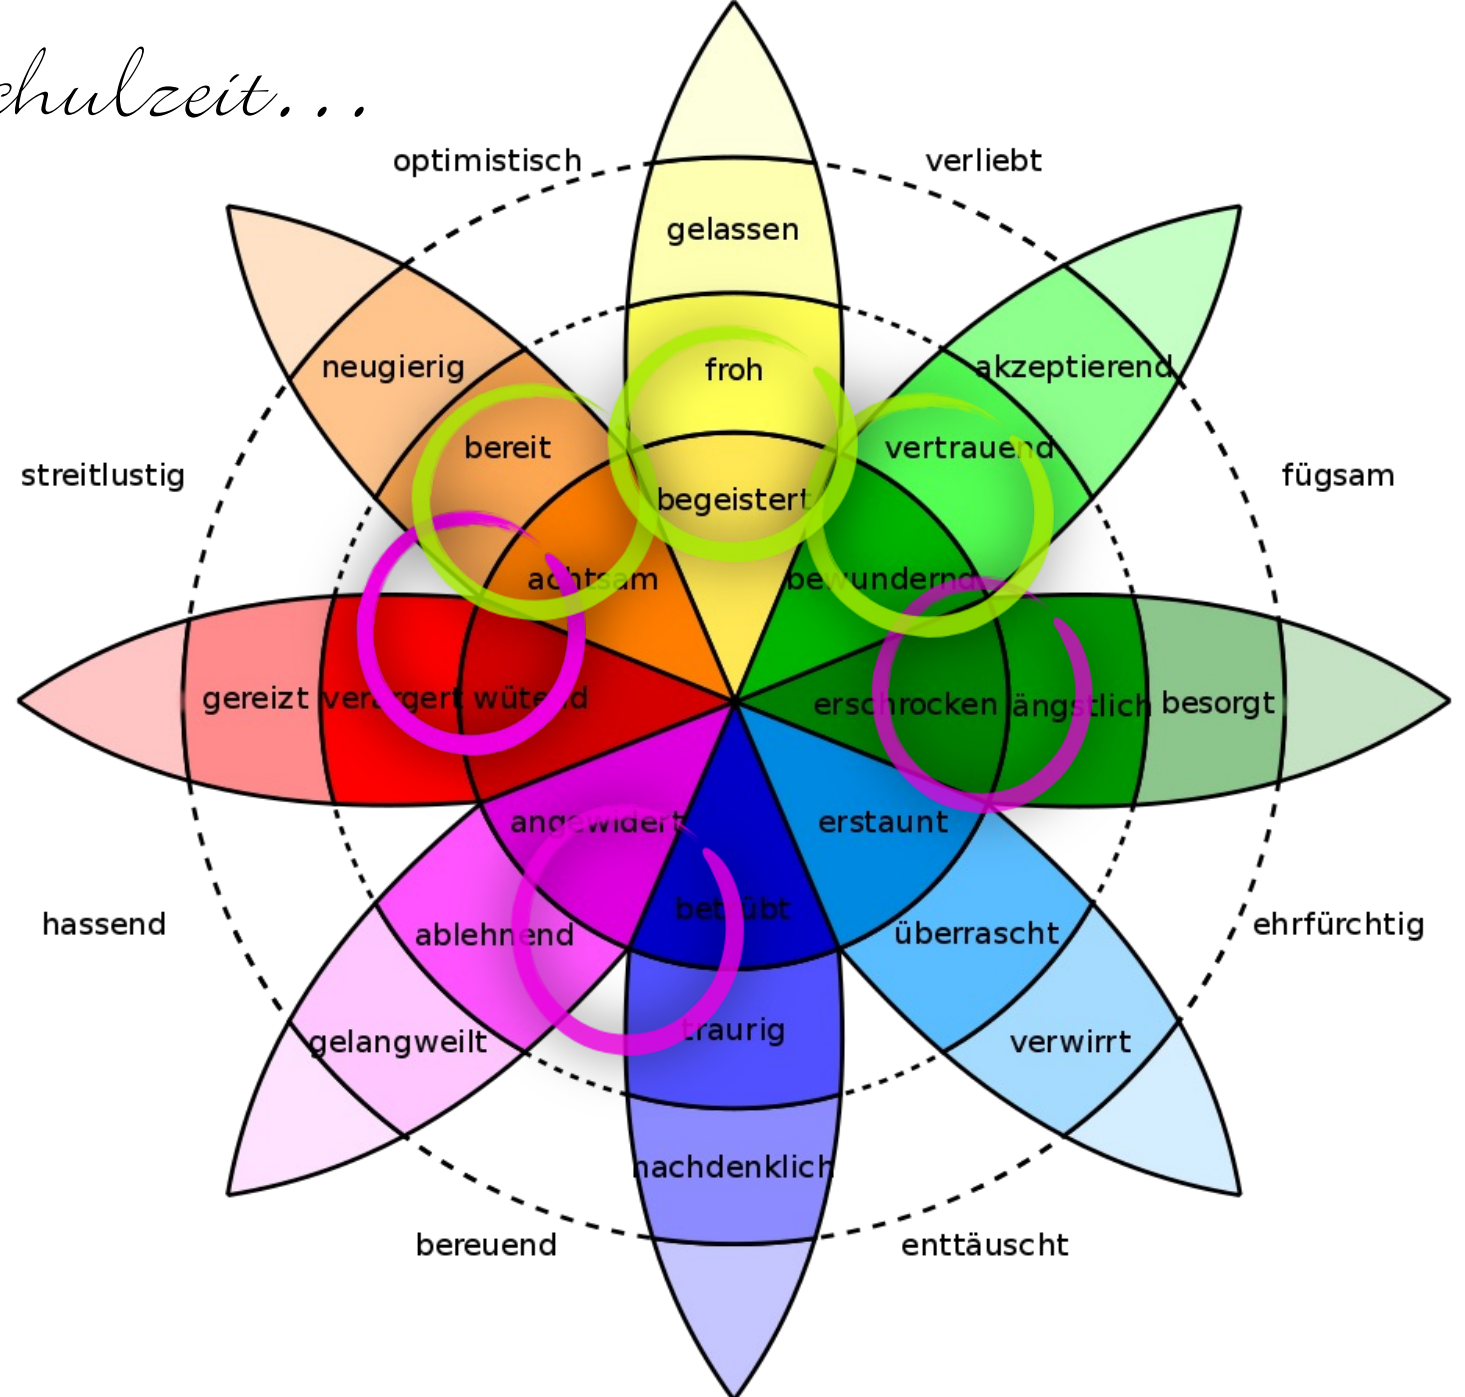 chulzeit...
optimistisch
verliebt
gelassen
neugierig
froh
akzeptierend
bereit
vertrauend
streitlustig
fügsam
begeistert
achtsam
bewundernd
gereizt
verärgert
wütend
erschrocken
ängstlich
besorgt
angewidert
erstaunt
betrübt
hassend
ablehnend
überrascht
ehrfürchtig
traurig
gelangweilt
verwirrt
nachdenklich
bereuend
enttäuscht